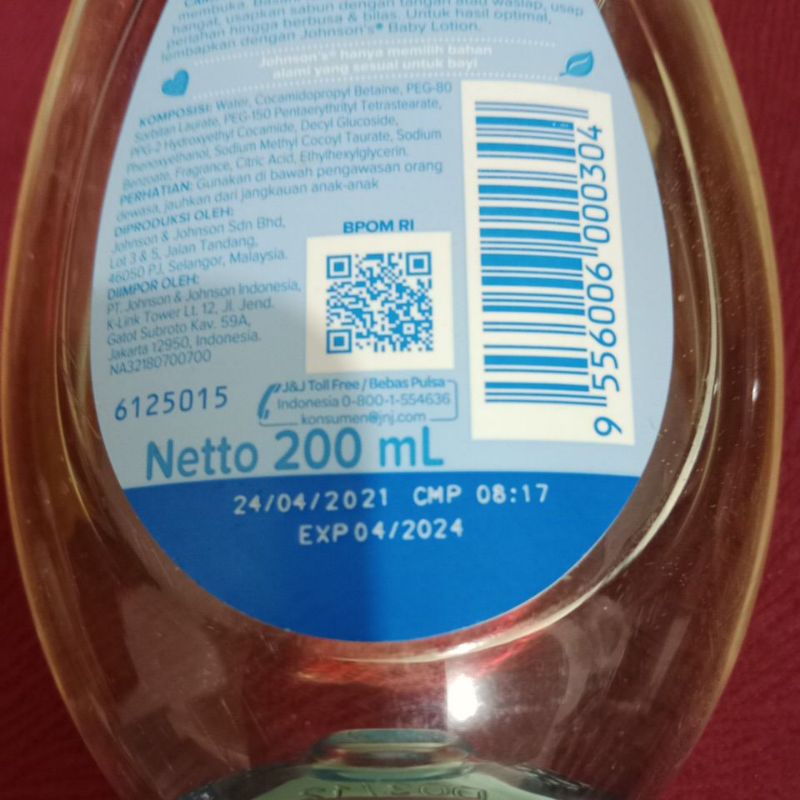 membuka. Basahi
hangat, usapkan sabun dengan tangan atau waslap, usap
perlahan hingga berbusa & bilas. Untuk hasil optimal,
lembapkan dengan Johnson's® Baby Lotion.
Johnson's® hanya memilih bahan
alami yang sesuai untuk bayi
KOMPOSISI: Water, Cocamidopropyl Betaine, PEG-80
Sorbitan Laurate, PEG-150 Pentaerythrityl Tetrastearate,
PPG-2 Hydroxyethyl Cocamide, Decyl Glucoside,
Phenoxyethanol, Sodium Methyl Cocoyl Taurate, Sodium
Benzoate, Fragrance, Citric Acid, Ethylhexylglycerin.
PERHATIAN: Gunakan di bawah pengawasan orang
dewasa, jauhkan dari jangkauan anak-anak
DIPRODUKSI OLEH:
Johnson & Johnson Sdn Bhd,
Lot 3 & 5, Jalan Tandang,
46050 PJ, Selangor, Malaysia.
DIIMPOR OLEH:
PT. Johnson & Johnson Indonesia,
K-Link Tower Lt. 12, Jl. Jend.
Gatot Subroto Kav. 59A,
Jakarta 12950, Indonesia.
NA32180700700
BPOM RI
9 556006 000304
6125015
J&J Toll Free / Bebas Pulsa
Indonesia 0-800-1-554636
konsumen@jnj.com
Netto 200 mL
24/04/2021 CMP 08:17
EXP 04/2024